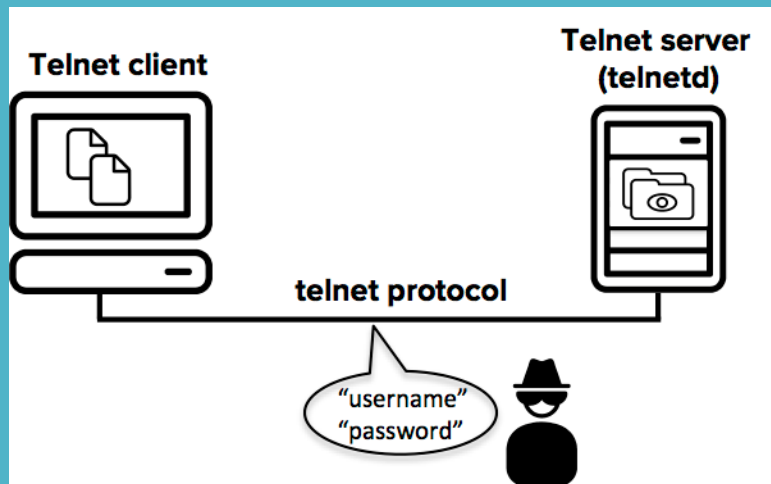 Telnet client
Telnet server
(telnetd)
telnet protocol
“username”
“password”